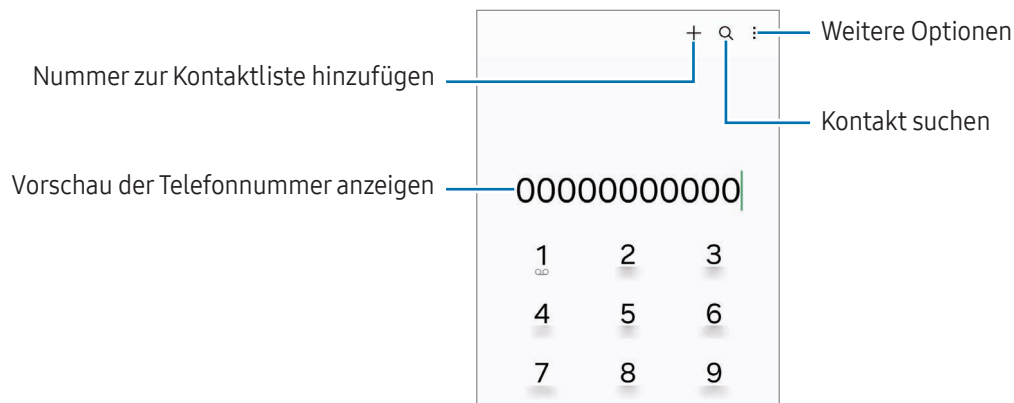 Weitere Optionen
Nummer zur Kontaktliste hinzufügen
Kontakt suchen
Vorschau der Telefonnummer anzeigen
00000000000
1 2 3
4 5 6
7 8 9